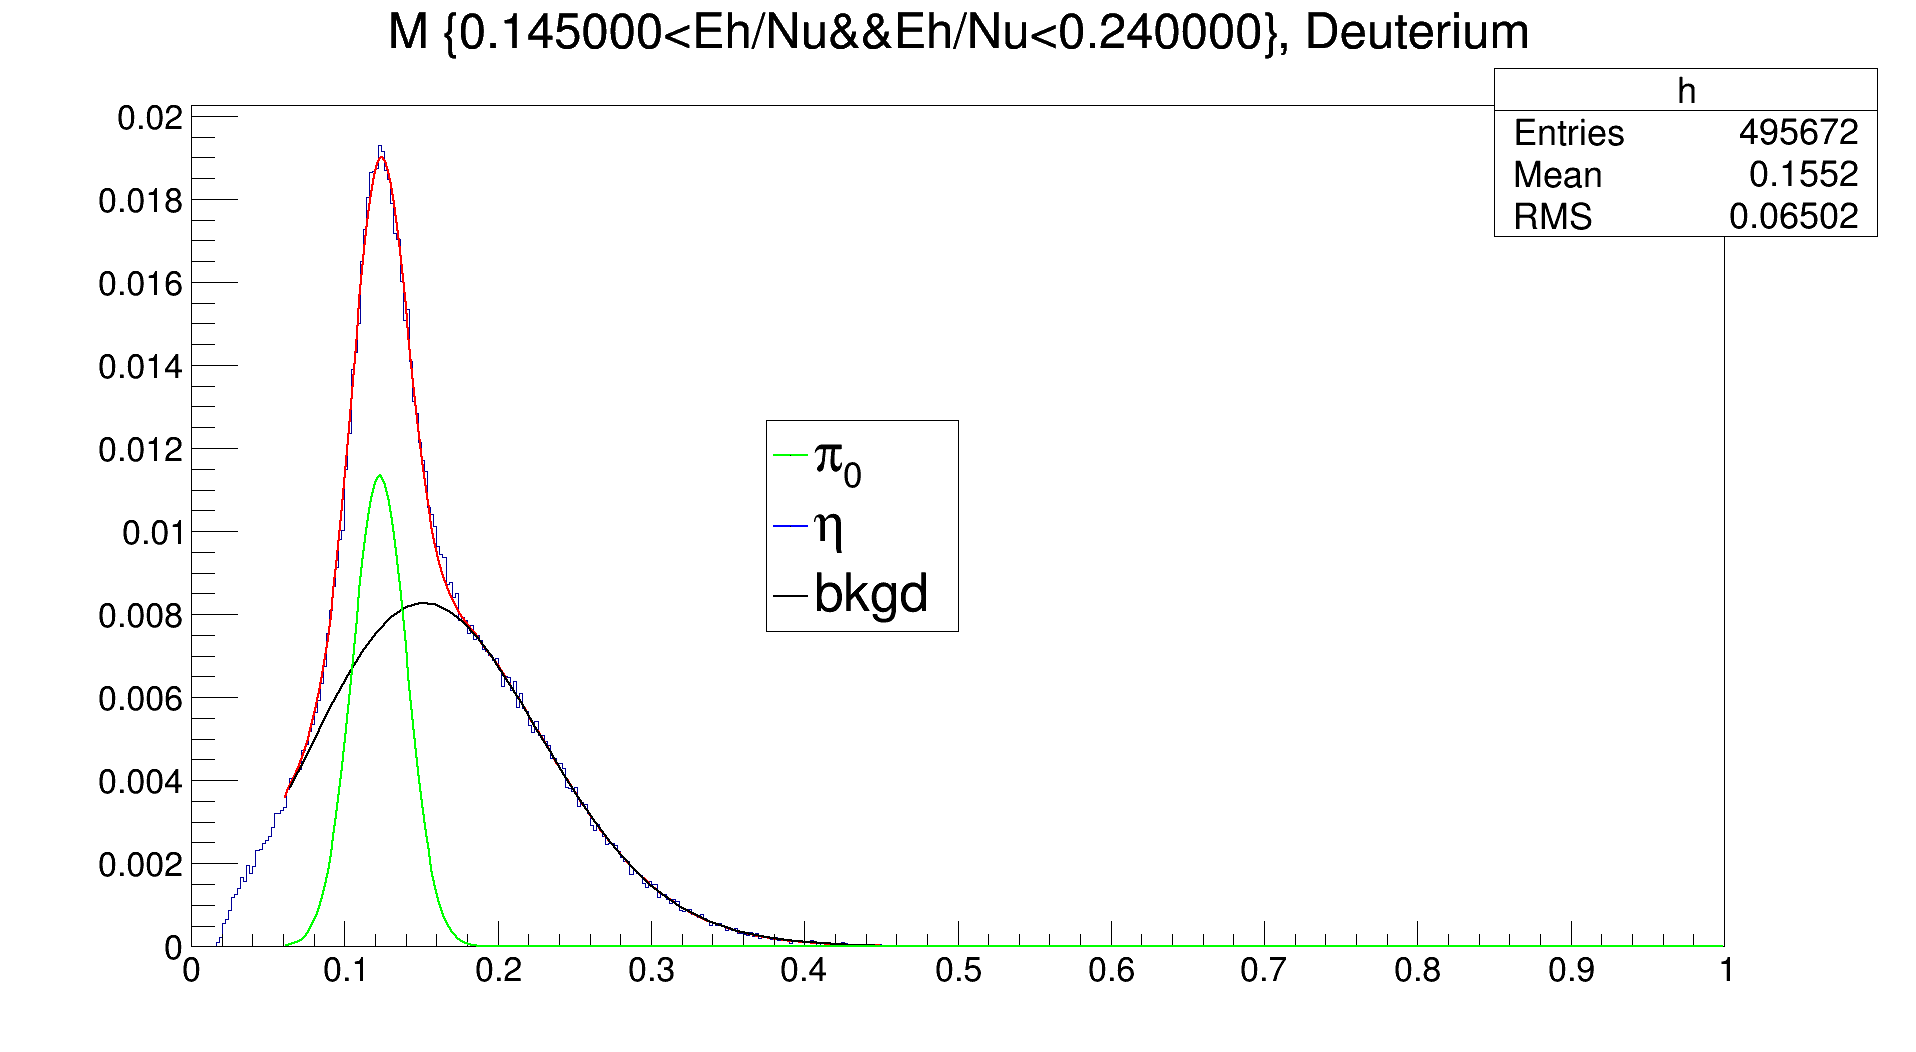 M {0.145000<Eh/Nu&&Eh/Nu<0.240000}, Deuterium
h
Entries 495672
Mean 0.1552
RMS 0.06502
0.02
0.018
0.016
0.014
0.012
0.01
0.008
0.006
0.004
0.002
0
π0
η
bkgd
0 0.1 0.2 0.3 0.4 0.5 0.6 0.7 0.8 0.9 1